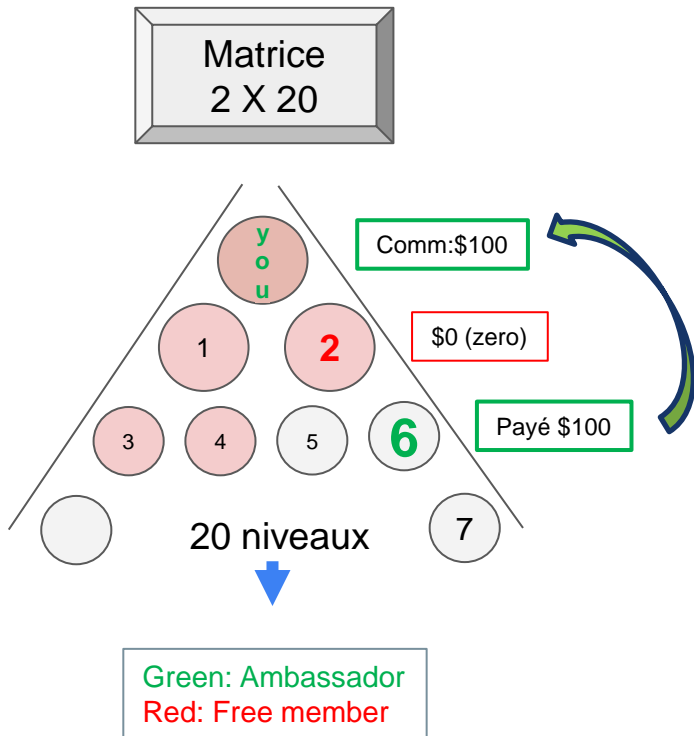 Matrice
2 X 20
y
o
u
Comm:$100
1
2
$0 (zero)
3
4
5
6
Payé $100
20 niveaux
7
Green: Ambassador
Red: Free member